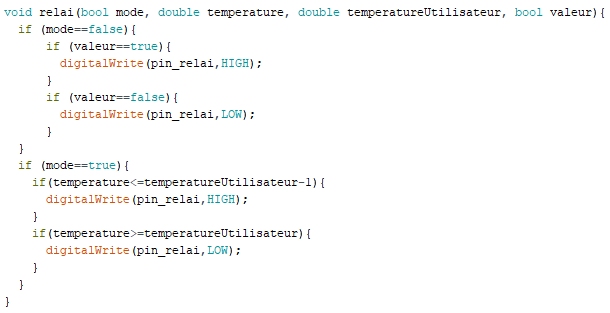 void relai(bool mode, double temperature, double temperatureUtilisateur, bool valeur){
  if (mode==false){
      if (valeur==true){
        digitalWrite(pin_relai,HIGH);
      }
      if (valeur==false){
        digitalWrite(pin_relai,LOW);
      }
  }
  if (mode==true){
    if(temperature<=temperatureUtilisateur-1){
      digitalWrite(pin_relai,HIGH);
    }
    if(temperature>=temperatureUtilisateur){
      digitalWrite(pin_relai,LOW);
    }
  }
}